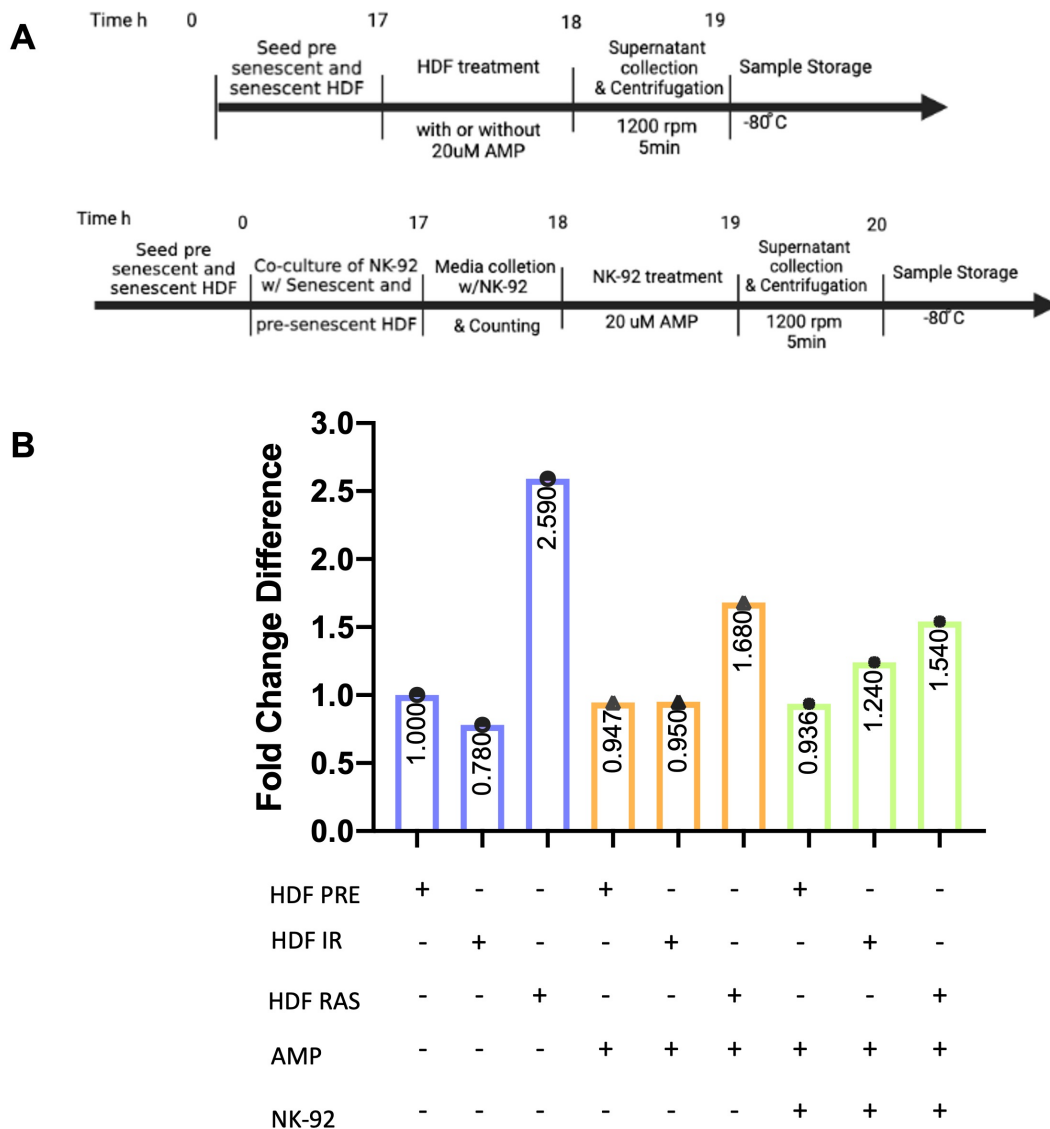 A
Time h 0 17 18 19
Seed pre
senescent and
senescent HDF
HDF treatment
with or without
20uM AMP
Supernatant
collection
& Centrifugation
1200 rpm
5min
Sample Storage
-80°C
Time h 0 17 18 19 20
Seed pre
senescent and
senescent HDF
Co-culture of NK-92
w/ Senescent and
pre-senescent HDF
Media colletion
w/NK-92
& Counting
NK-92 treatment
20 uM AMP
Supernatant
collection
& Centrifugation
1200 rpm
5min
Sample Storage
-80°C
B
Fold Change Difference
3.0
2.5
2.0
1.5
1.0
0.5
0.0
1.000
0.780
2.590
0.947
0.950
1.680
0.936
1.240
1.540
HDF PRE + - - + - - + - -
HDF IR - + - - + - - + -
HDF RAS - - + - - + - - +
AMP - - - + + + + + +
NK-92 - - - - - - + + +